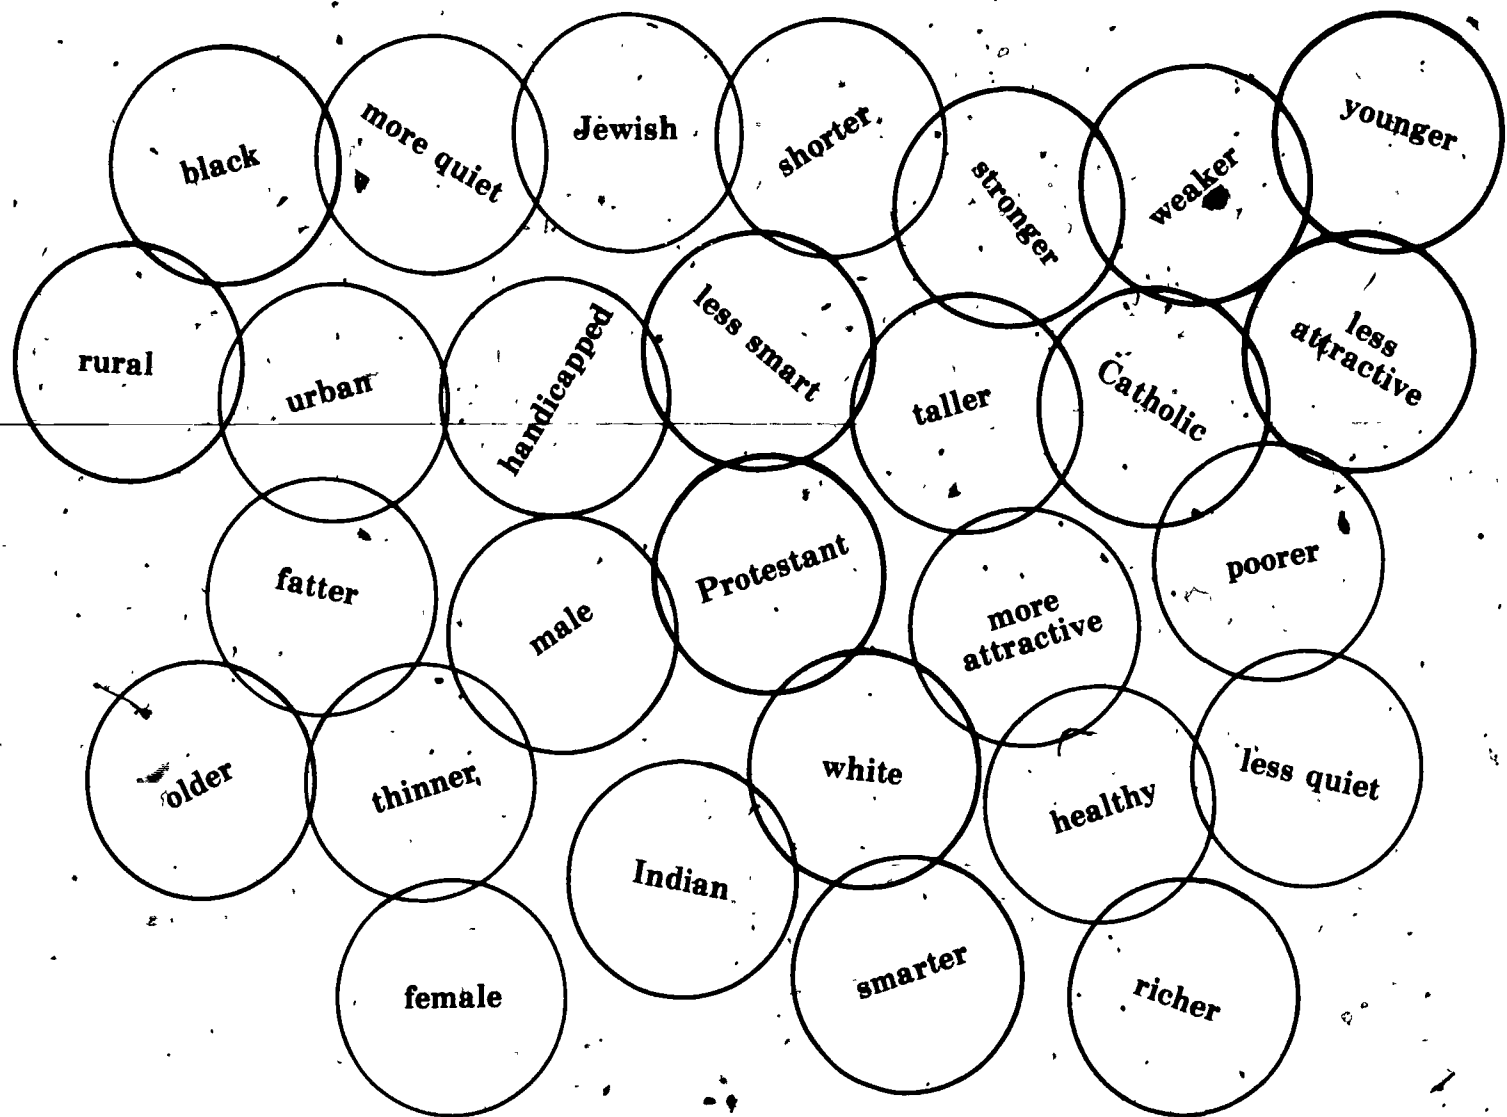 black
more quiet
Jewish
shorter
stronger
weaker
younger
rural
urban
handicapped
less smart
taller
Catholic
less
attractive
fatter
male
Protestant
more
attractive
poorer
older
thinner
Indian
white
healthy
less quiet
female
smarter
richer